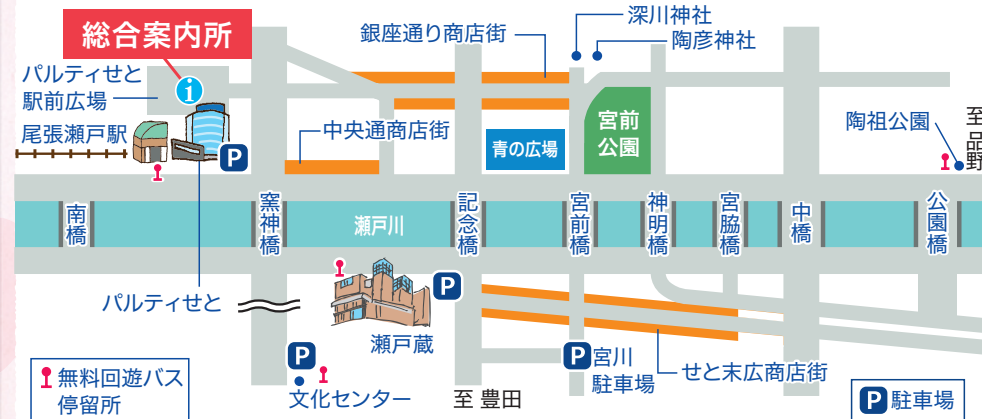 総合案内所
パルティせと
駅前広場
尾張瀬戸駅
i
P
銀座通り商店街
深川神社
陶彦神社
中央通商店街
青の広場
宮前
公園
陶祖公園
至
品
野
南橋
窯神橋
瀬戸川
記念橋
宮前橋
神明橋
宮脇橋
中橋
公園橋
パルティせと
P
瀬戸蔵
P
文化センター
至 豊田
P
宮川
駐車場
せと末広商店街
無料回遊バス
停留所
P 駐車場